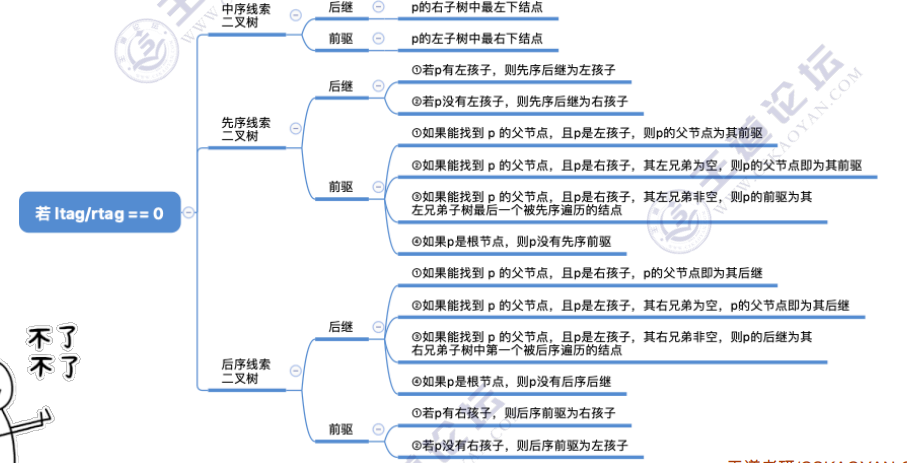 中序线索
二叉树
后继
p的右子树中最左下结点
前驱
p的左子树中最右下结点
先序线索
二叉树
后继
①若p有左孩子，则先序后继为左孩子
②若p没有左孩子，则先序后继为右孩子
前驱
①如果能找到 p 的父节点，且p是左孩子，则p的父节点为其前驱
②如果能找到 p 的父节点，且p是右孩子，其左兄弟为空，则p的父节点即为其前驱
③如果能找到 p 的父节点，且p是右孩子，其左兄弟非空，则p的前驱为其
左兄弟子树最后一个被先序遍历的结点
④如果p是根节点，则p没有先序前驱
若 ltag/rtag == 0
后序线索
二叉树
后继
①如果能找到 p 的父节点，且p是右孩子，p的父节点即为其后继
②如果能找到 p 的父节点，且p是左孩子，其右兄弟为空，p的父节点即为其后继
③如果能找到 p 的父节点，且p是左孩子，其右兄弟非空，则p的后继为其
右兄弟子树中第一个被后序遍历的结点
④如果p是根节点，则p没有后序后继
前驱
①若p有右孩子，则后序前驱为右孩子
②若p没有右孩子，则后序前驱为左孩子
不了
不了
王道论坛